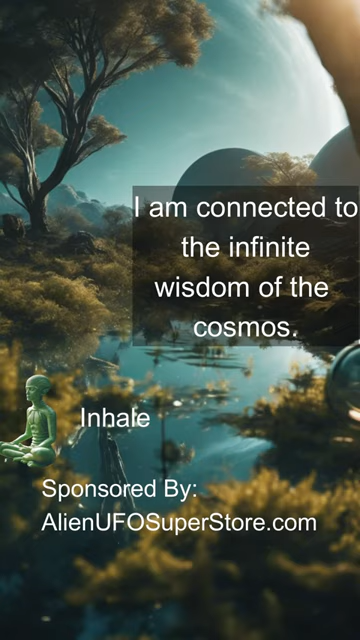 I am connected to
the infinite
wisdom of the
cosmos.
Inhale
Sponsored By:
AlienUFOSuperStore.com